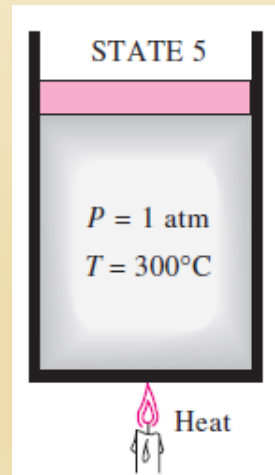 STATE 5
P = 1 atm
T = 300°C
Heat